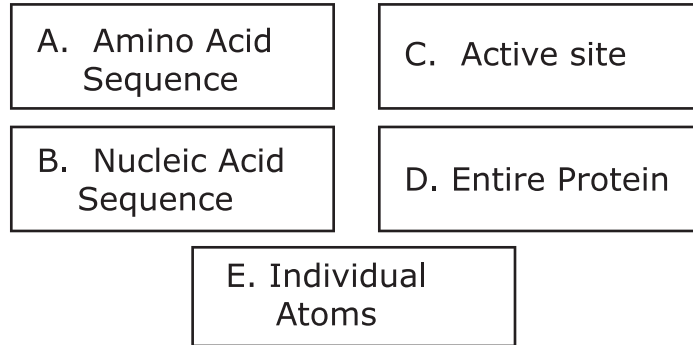 A. Amino Acid
Sequence
C. Active site
B. Nucleic Acid
Sequence
D. Entire Protein
E. Individual
Atoms